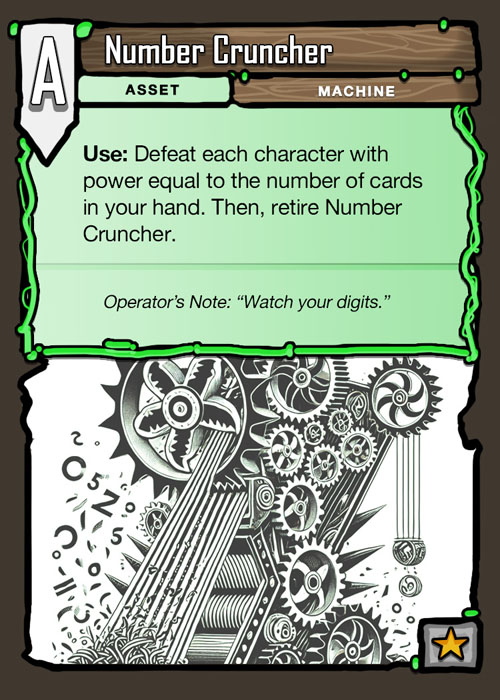 A
Number Cruncher
ASSET
MACHINE
Use: Defeat each character with
power equal to the number of cards
in your hand. Then, retire Number
Cruncher.
Operator’s Note: “Watch your digits.”